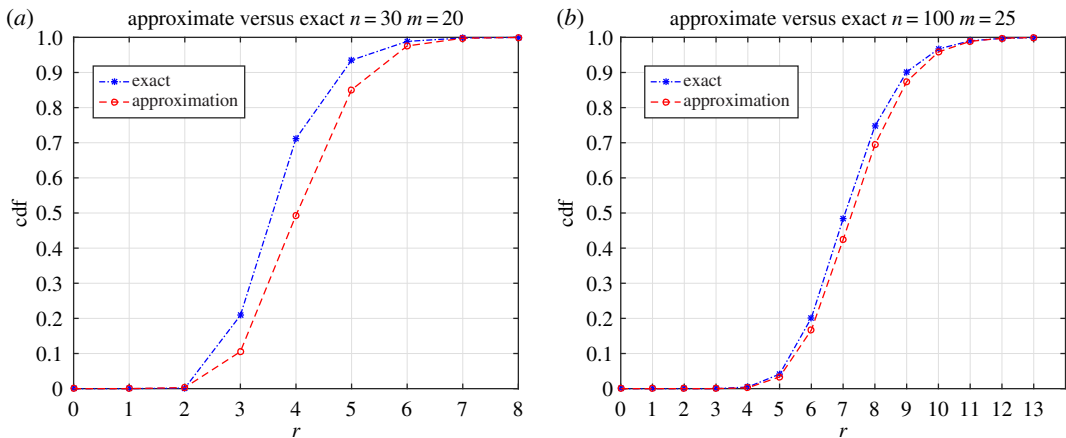 (a) approximate versus exact n = 30 m = 20
1.0
0.9
0.8
0.7
0.6
0.5
0.4
0.3
0.2
0.1
0
cdf
exact
approximation
0 1 2 3 4 5 6 7 8
r
(b) approximate versus exact n = 100 m = 25
1.0
0.9
0.8
0.7
0.6
0.5
0.4
0.3
0.2
0.1
0
cdf
exact
approximation
0 1 2 3 4 5 6 7 8 9 10 11 12 13
r